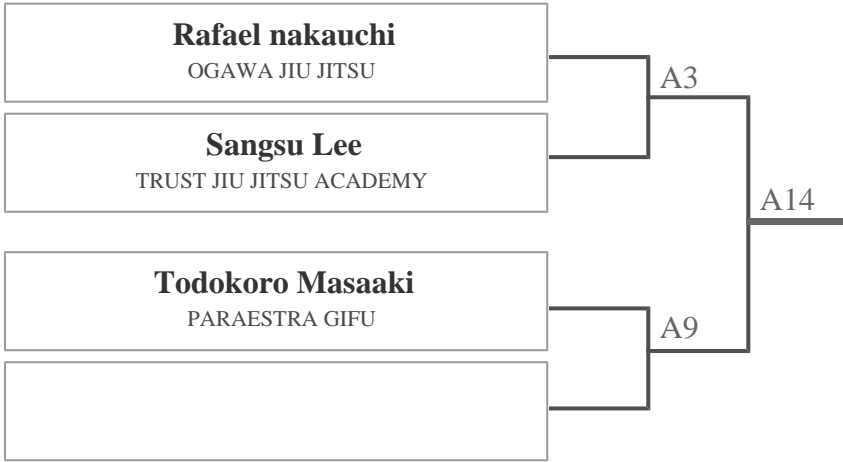 Rafael nakauchi
OGAWA JIU JITSU
A3
Sangsu Lee
TRUST JIU JITSU ACADEMY
A14
Todokoro Masaaki
PARAESTRA GIFU
A9